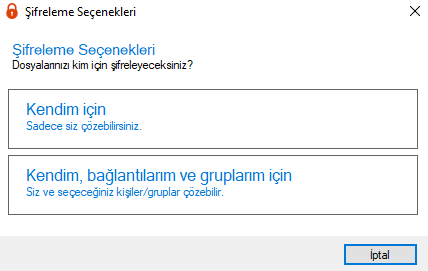 Şifreleme Seçenekleri
Şifreleme Seçenekleri
Dosyalarınızı kim için şifreleyeceksiniz?
Kendim için
Sadece siz çözebilirsiniz.
Kendim, bağlantılarım ve gruplarım için
Siz ve seçeceğiniz kişiler/gruplar çözebilir.
İptal